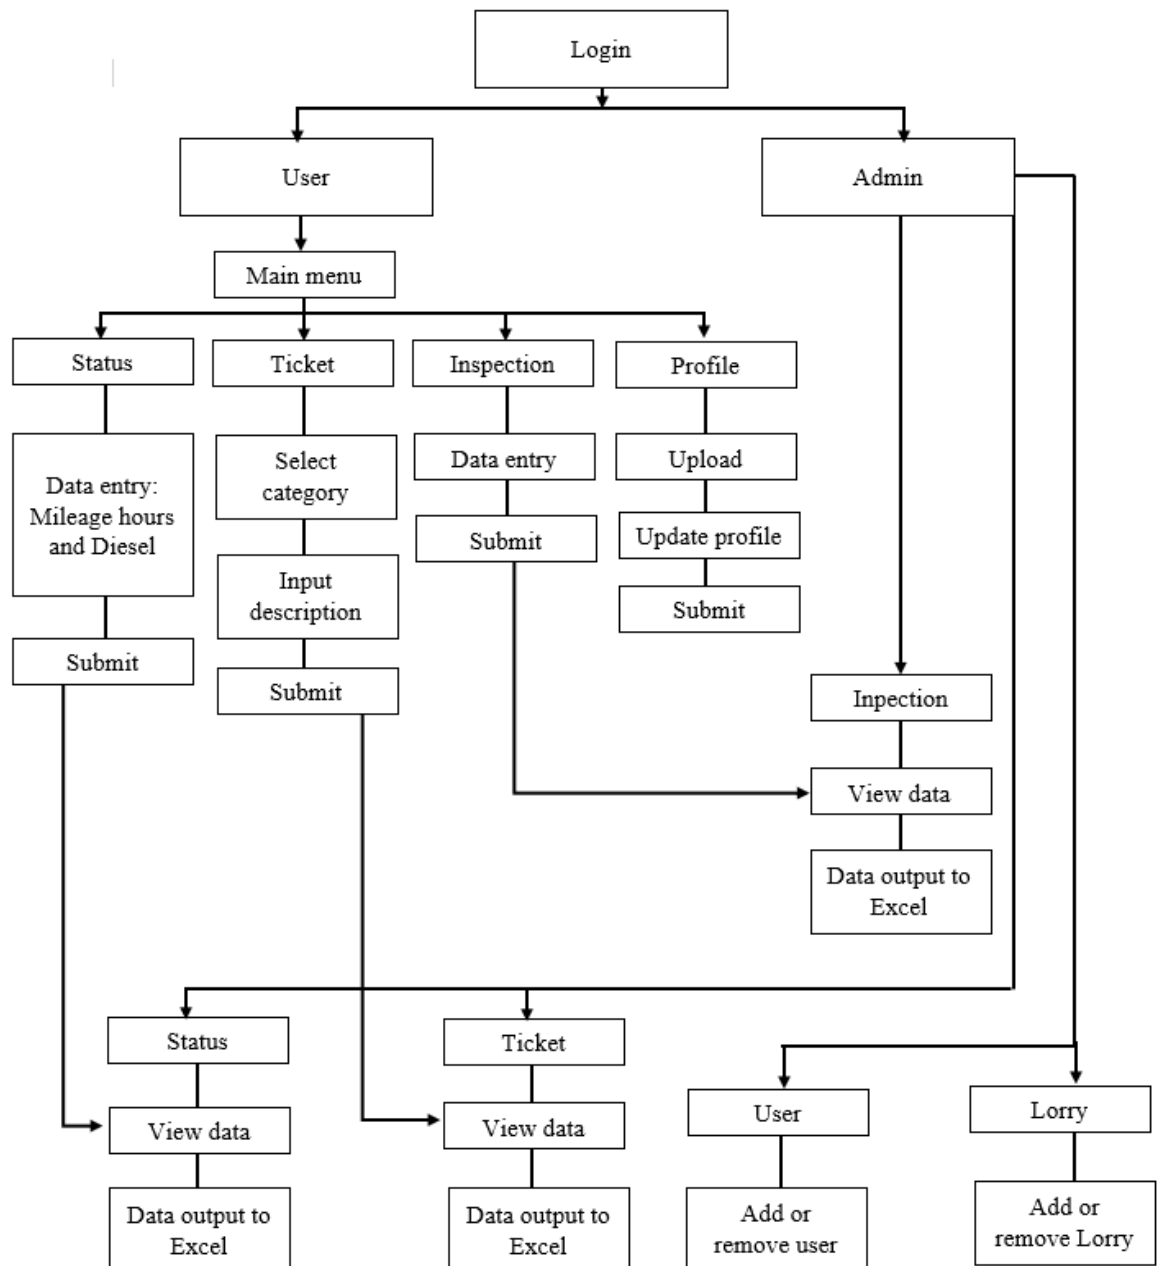 Login
User
Admin
Main menu
Status
Ticket
Inspection
Profile
Data entry:
Mileage hours
and Diesel
Select
category
Data entry
Upload
Submit
Update profile
Input
description
Submit
Submit
Submit
Inpection
View data
Data output to
Excel
Status
Ticket
User
Lorry
View data
View data
Data output to
Excel
Data output to
Excel
Add or
remove user
Add or
remove Lorry